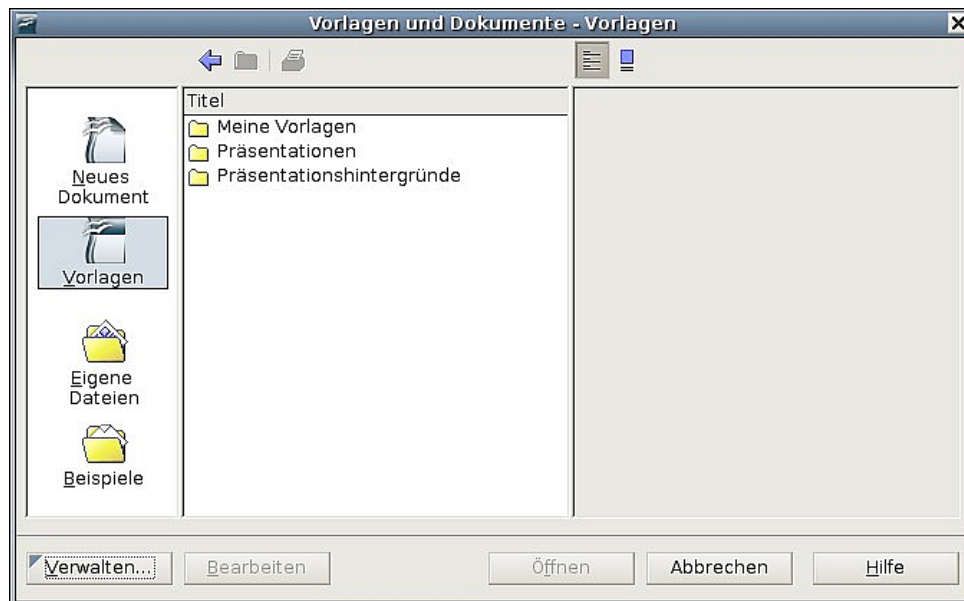 Vorlagen und Dokumente - Vorlagen
Neues
Dokument
Vorlagen
Eigene
Dateien
Beispiele
Titel
Meine Vorlagen
Präsentationen
Präsentationshintergründe
Verwalten...
Bearbeiten
Öffnen
Abbrechen
Hilfe